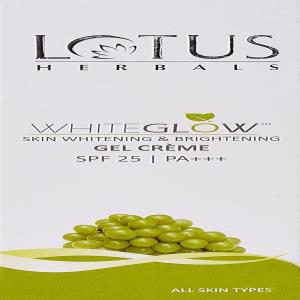 LOTUS
HERBALS
WHITEGLOW™
SKIN WHITENING & BRIGHTENING
GEL CRÈME
SPF 25 | PA+++
ALL SKIN TYPES